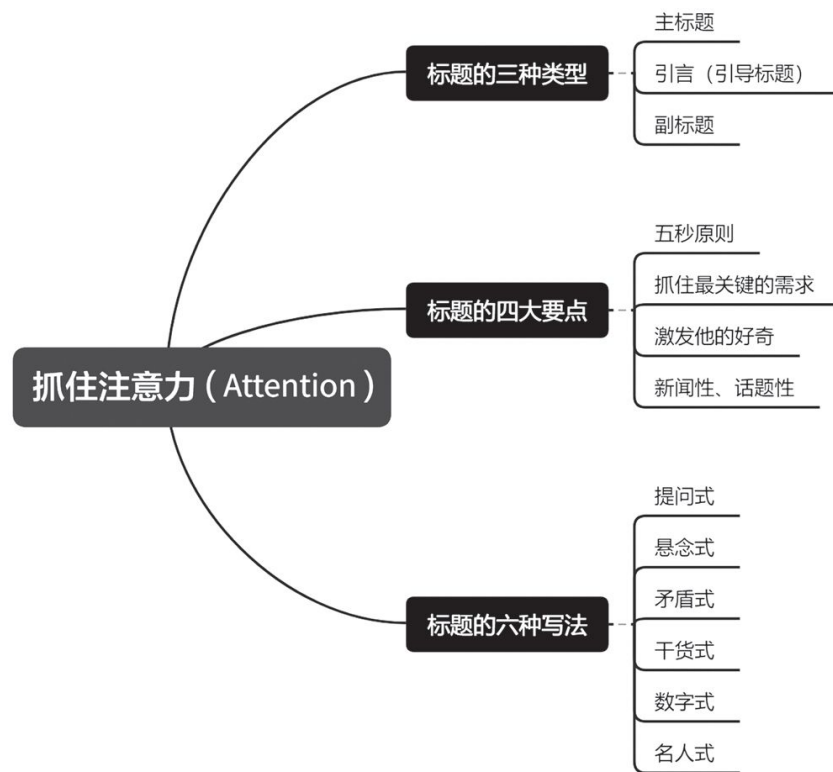 抓住注意力（Attention）
标题的三种类型
主标题
引言（引导标题）
副标题
标题的四大要点
五秒原则
抓住最关键的需求
激发他的好奇
新闻性、话题性
标题的六种写法
提问式
悬念式
矛盾式
干货式
数字式
名人式